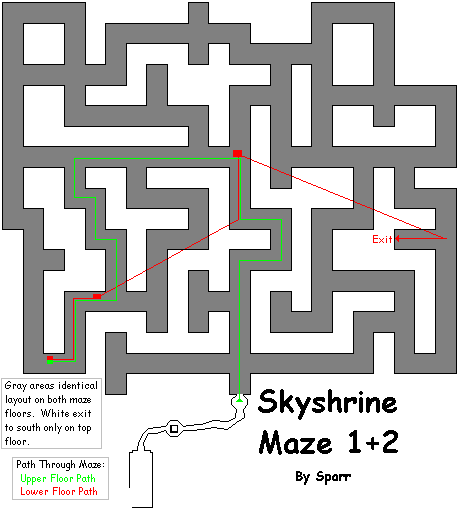 Exit
Gray areas identical
layout on both maze
floors. White exit
to south only on top
floor.
Skyshrine
Maze 1+2
By Sparr
Path Through Maze:
Upper Floor Path
Lower Floor Path